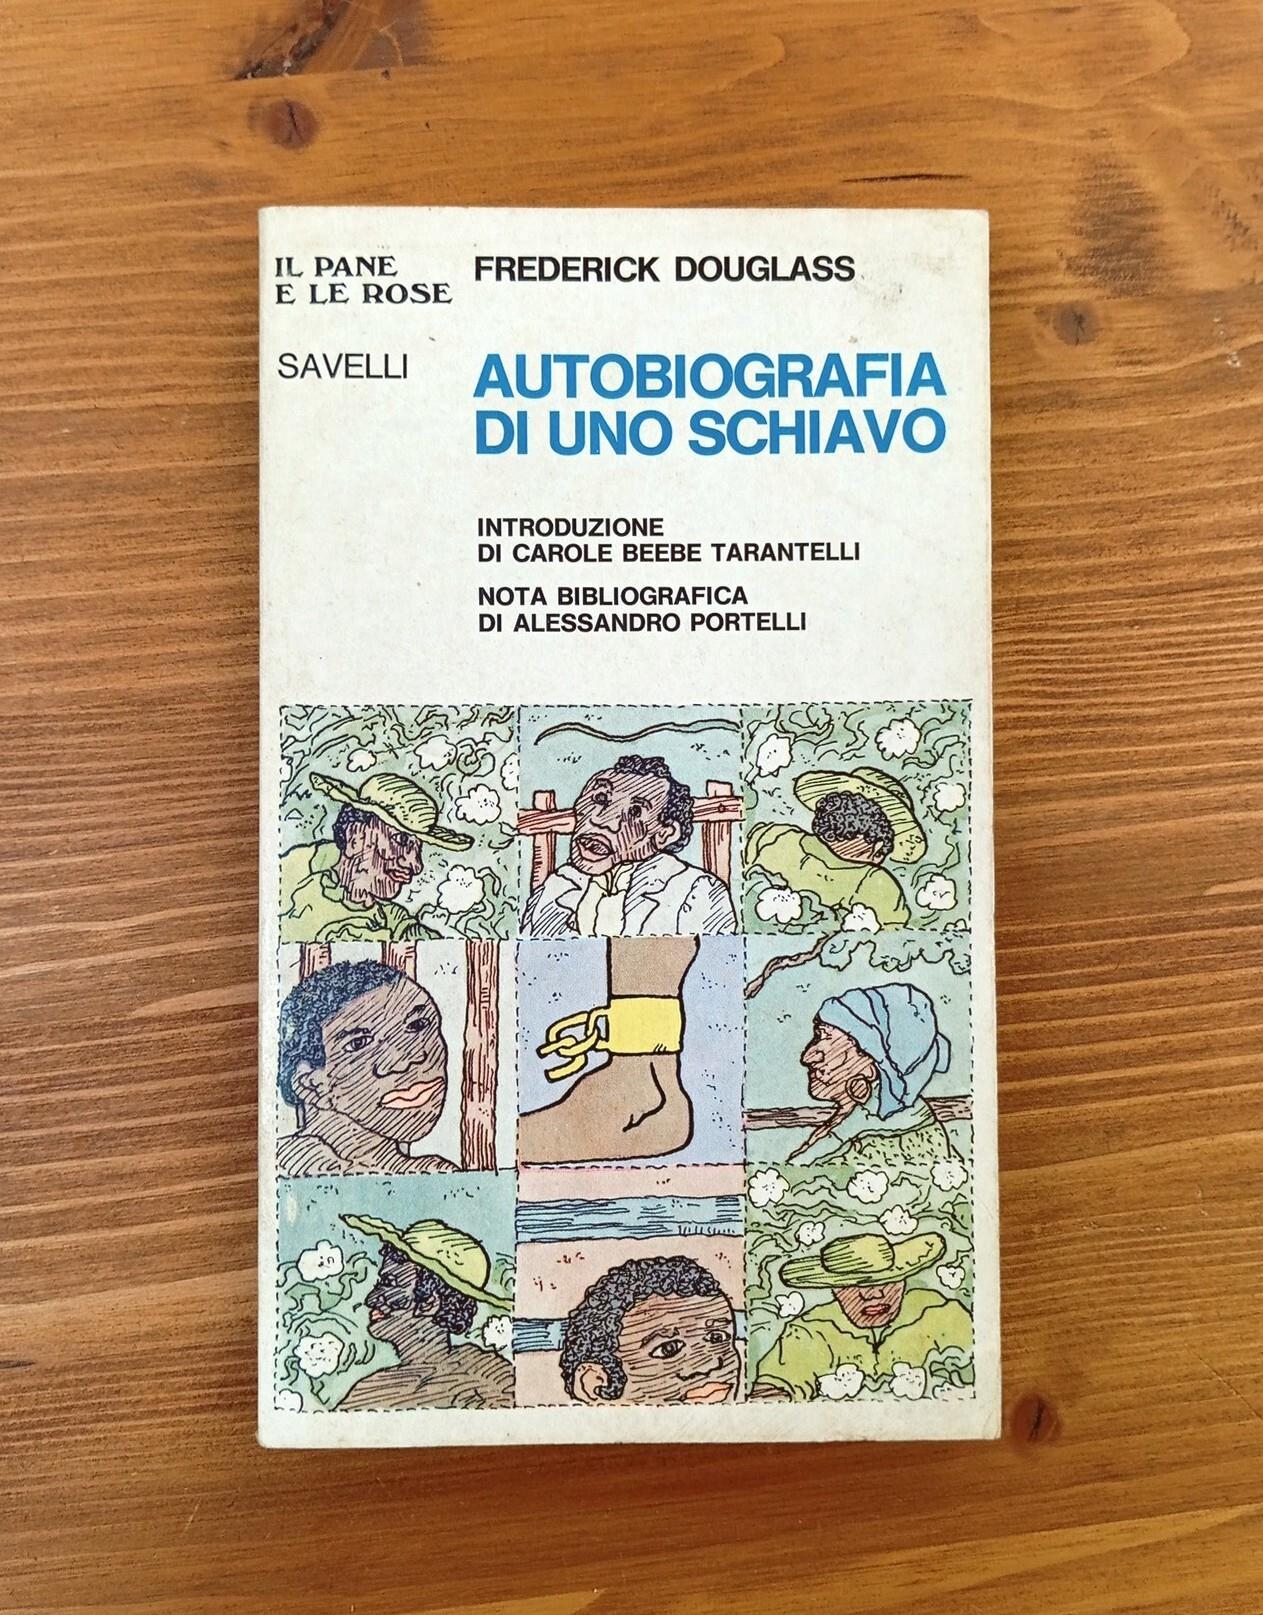 IL PANE
E LE ROSE
SAVELLI
FREDERICK DOUGLASS
AUTOBIOGRAFIA
DI UNO SCHIAVO
INTRODUZIONE
DI CAROLE BEEBE TARANTELLI
NOTA BIBLIOGRAFICA
DI ALESSANDRO PORTELLI